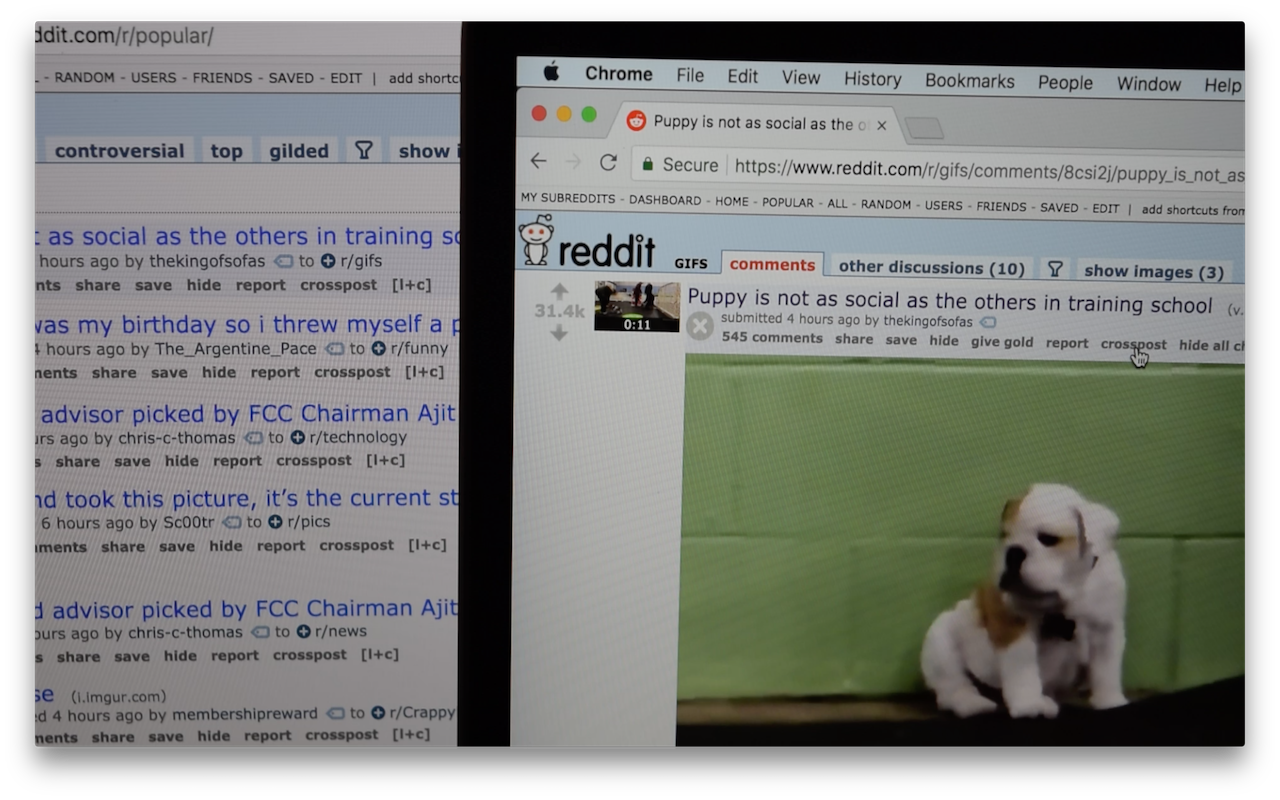 ddit.com/r/popular/
- RANDOM - USERS - FRIENDS - SAVED - EDIT | add shortcu
controversial top gilded show i
as social as the others in training sc
hours ago by thekingofsofas to r/gifs
nts share save hide report crosspost [l+c]
was my birthday so i threw myself a p
4 hours ago by The_Argentine_Pace to r/funny
ments share save hide report crosspost [l+c]
advisor picked by FCC Chairman Ajit
urs ago by chris-c-thomas to r/technology
s share save hide report crosspost [l+c]
nd took this picture, it's the current st
6 hours ago by Sc00tr to r/pics
mments share save hide report crosspost [l+c]
d advisor picked by FCC Chairman Ajit
ours ago by chris-c-thomas to r/news
s share save hide report crosspost [l+c]
se (i.imgur.com)
ed 4 hours ago by membershipreward to r/Crappy
ments share save hide report crosspost [l+c]
Chrome File Edit View History Bookmarks People Window Help
Puppy is not as social as the o
Secure https://www.reddit.com/r/gifs/comments/8csi2j/puppy_is_not_as
MY SUBREDDITS - DASHBOARD - HOME - POPULAR - ALL - RANDOM - USERS - FRIENDS - SAVED - EDIT | add shortcuts from
reddit GIFS comments other discussions (10) show images (3)
Puppy is not as social as the others in training school (v.
31.4k
submitted 4 hours ago by thekingofsofas
0:11
545 comments share save hide give gold report crosspost hide all ch